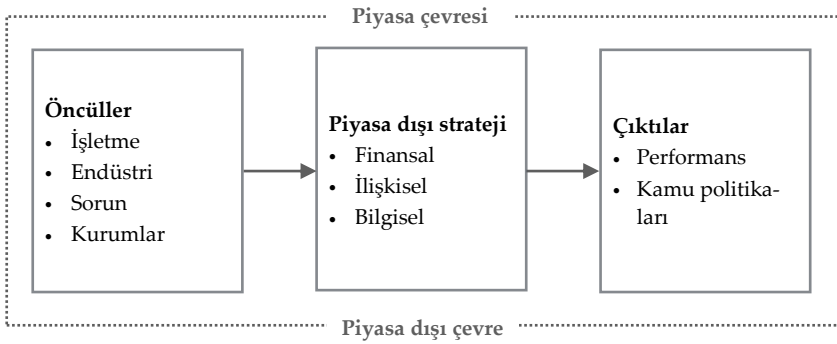 Piyasa çevresi
Öncüller
• İşletme
• Endüstri
• Sorun
• Kurumlar
Piyasa dışı strateji
• Finansal
• İlişkisel
• Bilgisel
Çıktılar
• Performans
• Kamu politika-
ları
Piyasa dışı çevre